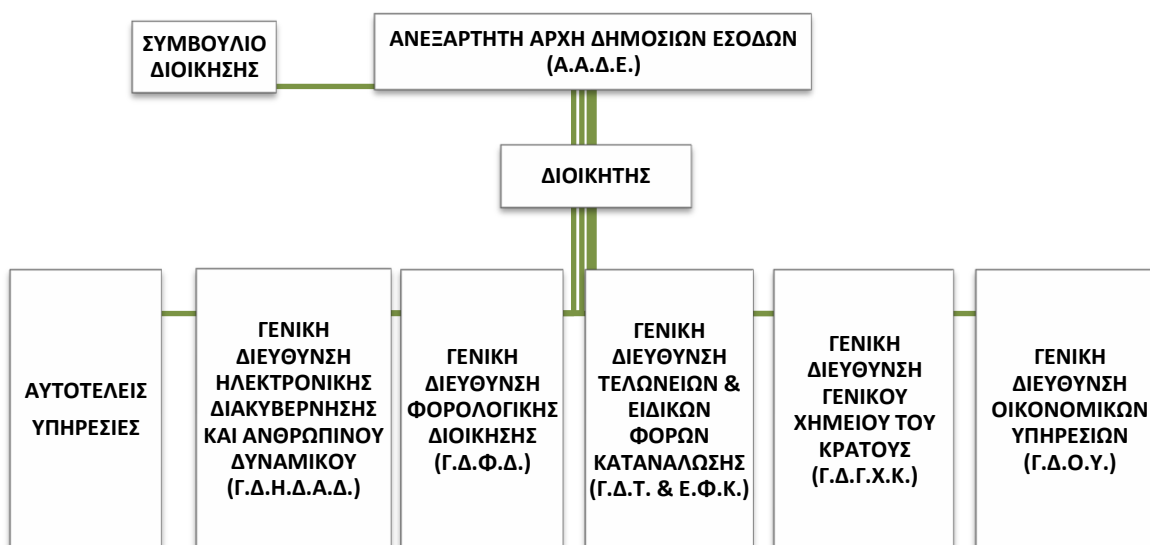 ΣΥΜΒΟΥΛΙΟ
ΔΙΟΙΚΗΣΗΣ
ΑΝΕΞΑΡΤΗΤΗ ΑΡΧΗ ΔΗΜΟΣΙΩΝ ΕΣΟΔΩΝ
(Α.Α.Δ.Ε.)
ΔΙΟΙΚΗΤΗΣ
ΑΥΤΟΤΕΛΕΙΣ
ΥΠΗΡΕΣΙΕΣ
ΓΕΝΙΚΗ
ΔΙΕΥΘΥΝΣΗ
ΗΛΕΚΤΡΟΝΙΚΗΣ
ΔΙΑΚΥΒΕΡΝΗΣΗΣ
ΚΑΙ ΑΝΘΡΩΠΙΝΟΥ
ΔΥΝΑΜΙΚΟΥ
(Γ.Δ.Η.Δ.Α.Δ.)
ΓΕΝΙΚΗ
ΔΙΕΥΘΥΝΣΗ
ΦΟΡΟΛΟΓΙΚΗΣ
ΔΙΟΙΚΗΣΗΣ
(Γ.Δ.Φ.Δ.)
ΓΕΝΙΚΗ
ΔΙΕΥΘΥΝΣΗ
ΤΕΛΩΝΕΙΩΝ &
ΕΙΔΙΚΩΝ
ΦΟΡΩΝ
ΚΑΤΑΝΑΛΩΣΗΣ
(Γ.Δ.Τ. & Ε.Φ.Κ.)
ΓΕΝΙΚΗ
ΔΙΕΥΘΥΝΣΗ
ΓΕΝΙΚΟΥ
ΧΗΜΕΙΟΥ ΤΟΥ
ΚΡΑΤΟΥΣ
(Γ.Δ.Γ.Χ.Κ.)
ΓΕΝΙΚΗ
ΔΙΕΥΘΥΝΣΗ
ΟΙΚΟΝΟΜΙΚΩΝ
ΥΠΗΡΕΣΙΩΝ
(Γ.Δ.Ο.Υ.)